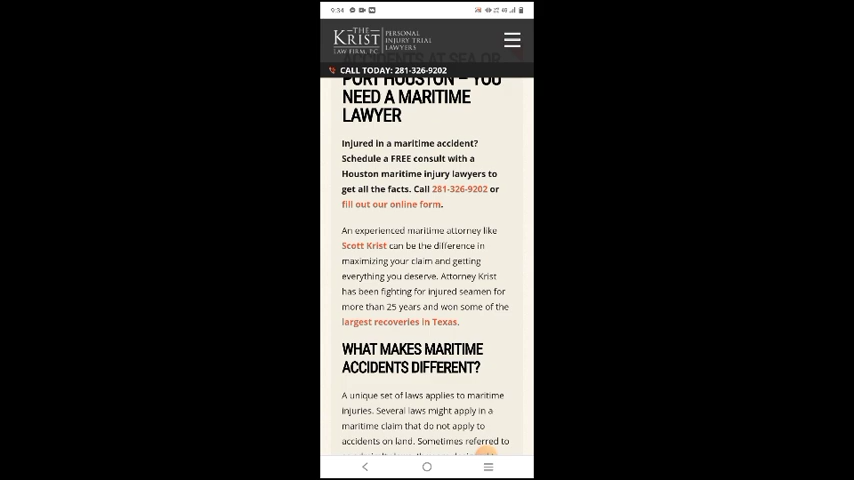 9:34
THE KRIST LAW FIRM, P.C. PERSONAL INJURY TRIAL LAWYERS
CALL TODAY: 281-326-9202
ACCIDENTS AT SEA OR
PORT HOUSTON – YOU
NEED A MARITIME
LAWYER
Injured in a maritime accident?
Schedule a FREE consult with a
Houston maritime injury lawyers to
get all the facts. Call 281-326-9202 or
fill out our online form.
An experienced maritime attorney like
Scott Krist can be the difference in
maximizing your claim and getting
everything you deserve. Attorney Krist
has been fighting for injured seamen for
more than 25 years and won some of the
largest recoveries in Texas.
WHAT MAKES MARITIME
ACCIDENTS DIFFERENT?
A unique set of laws applies to maritime
injuries. Several laws might apply in a
maritime claim that do not apply to
accidents on land. Sometimes referred to